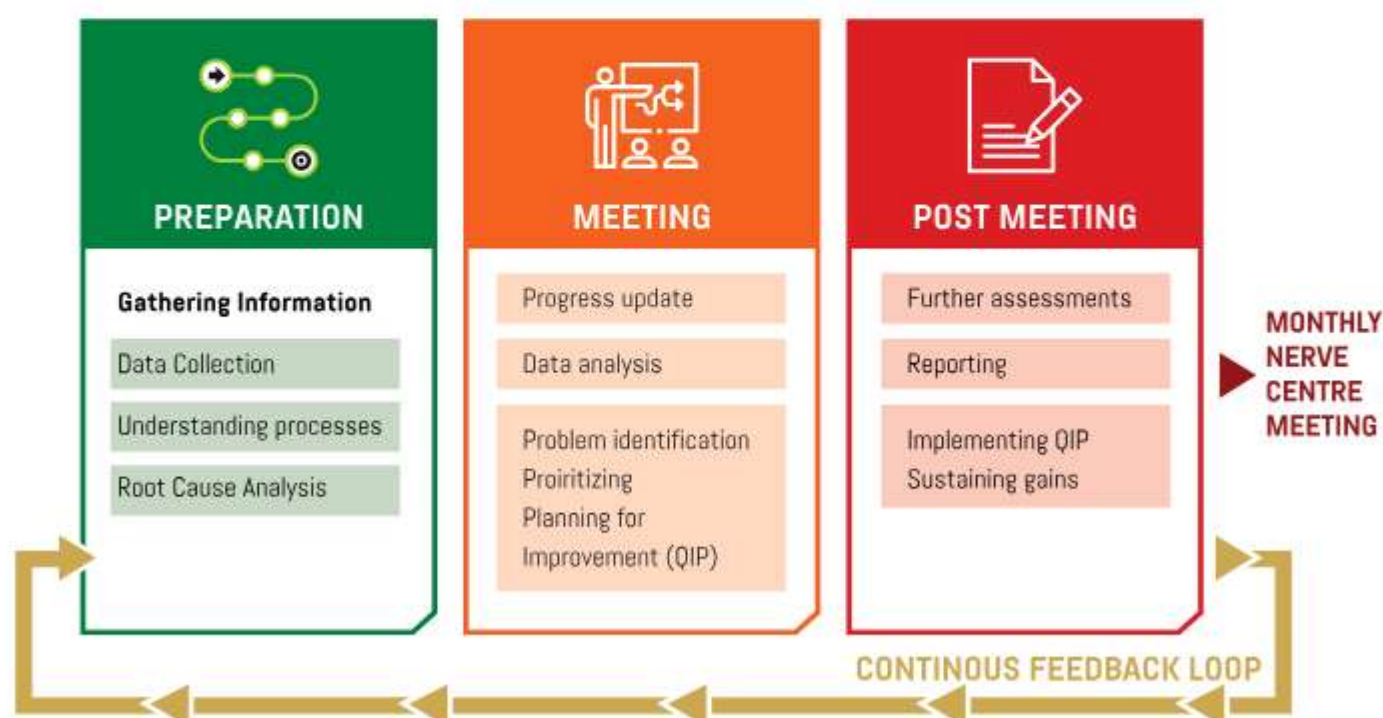 PREPARATION
Gathering Information
Data Collection
Understanding processes
Root Cause Analysis
MEETING
Progress update
Data analysis
Problem identification
Proiritizing
Planning for
Improvement (QIP)
POST MEETING
Further assessments
Reporting
Implementing QIP
Sustaining gains
MONTHLY
NERVE
CENTRE
MEETING
CONTINOUS FEEDBACK LOOP